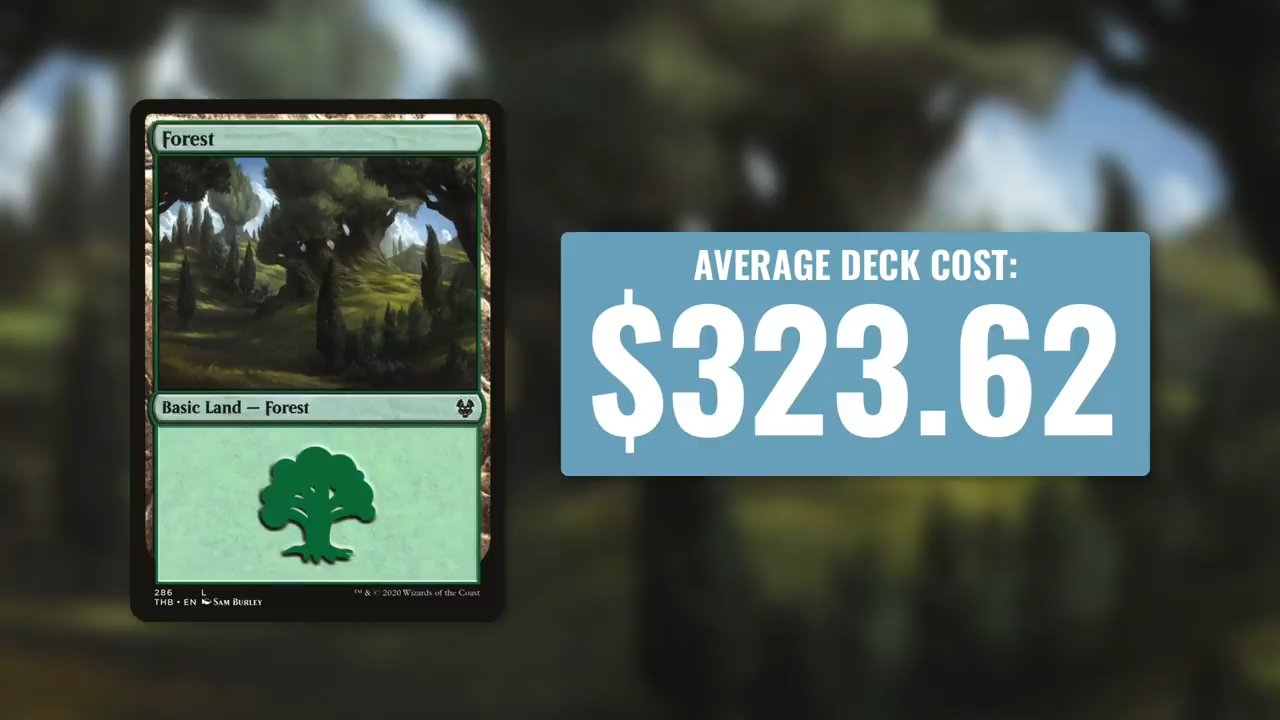 Forest
Basic Land — Forest
286 L
THB • EN SAM BURLEY
™ & © 2020 Wizards of the Coast
AVERAGE DECK COST:
$323.62